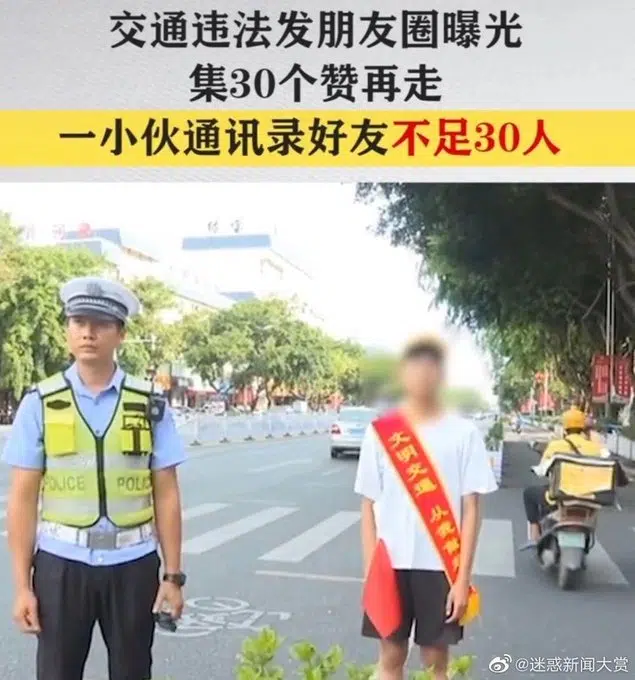 交通违法发朋友圈曝光
集30个赞再走
一小伙通讯录好友不足30人
POLICE
POLICE
文明交通 从我
@迷惑新闻大赏